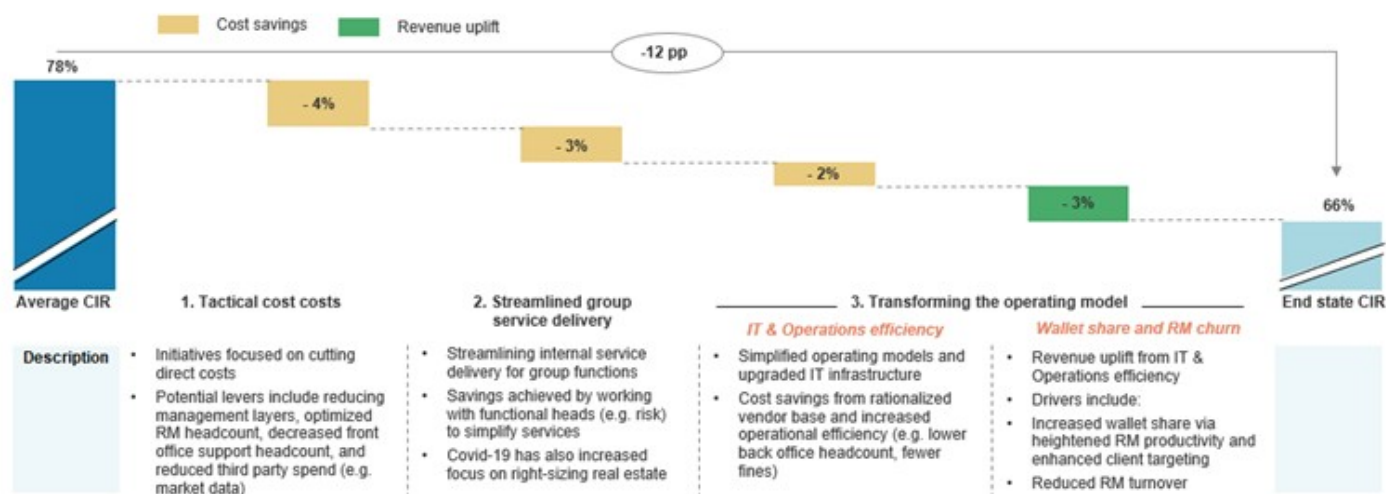 Cost savings
Revenue uplift
-12 pp
78%
- 4%
- 3%
- 2%
- 3%
66%
Average CIR
1. Tactical cost costs
2. Streamlined group
service delivery
3. Transforming the operating model
End state CIR
IT & Operations efficiency
Wallet share and RM churn
Description
• Initiatives focused on cutting
direct costs
• Potential levers include reducing
management layers, optimized
RM headcount, decreased front
office support headcount, and
reduced third party spend (e.g.
market data)
• Streamlining internal service
delivery for group functions
• Savings achieved by working
with functional heads (e.g. risk)
to simplify services
• Covid-19 has also increased
focus on right-sizing real estate
• Simplified operating models and
upgraded IT infrastructure
• Cost savings from rationalized
vendor base and increased
operational efficiency (e.g. lower
back office headcount, fewer
fines)
• Revenue uplift from IT &
Operations efficiency
• Drivers include:
• Increased wallet share via
heightened RM productivity and
enhanced client targeting
• Reduced RM turnover